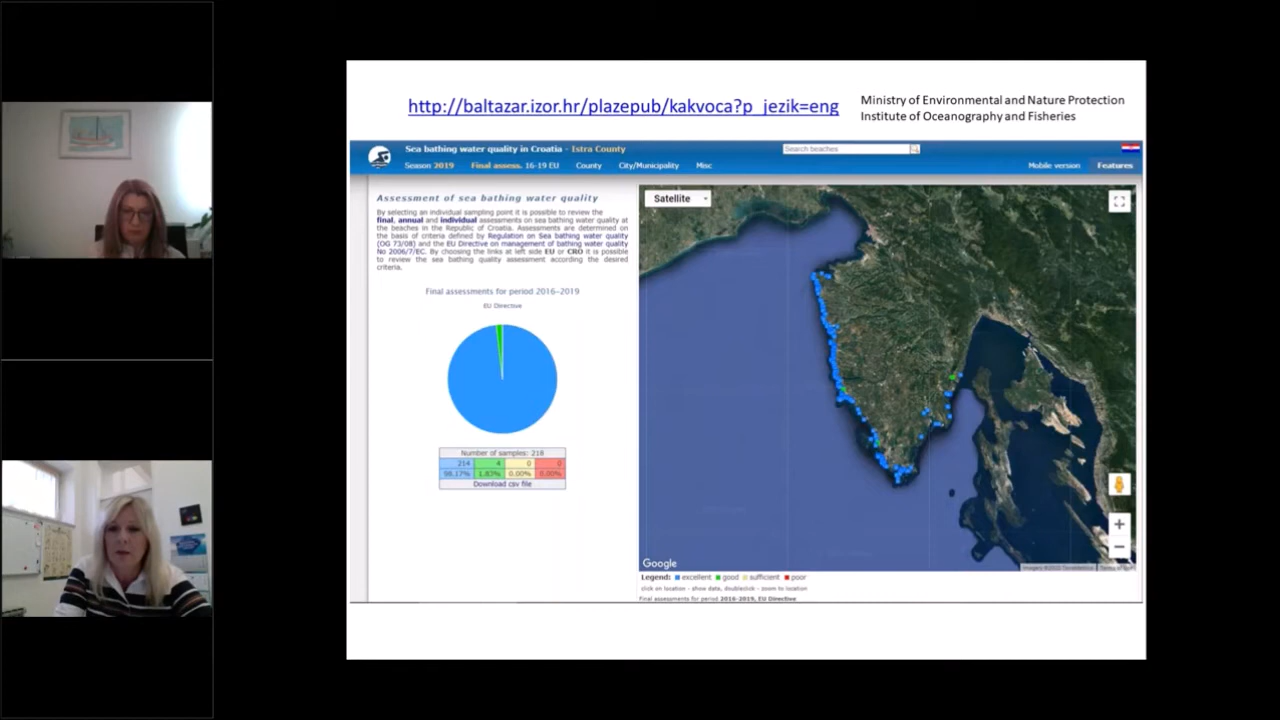 http://baltazar.izor.hr/plazepub/kakvoca?p_jezik=eng
Ministry of Environmental and Nature Protection
Institute of Oceanography and Fisheries
Sea bathing water quality in Croatia - Istra County
Search beaches
Season 2019 Final assess. 16-19 EU County City/Municipality Misc
Mobile version Features
Assessment of sea bathing water quality
By selecting an individual sampling point it is possible to review the
final, annual and individual assessments on sea bathing water quality at
the beaches in the Republic of Croatia. Assessments are determined on
the basis of criteria defined by Regulation on Sea bathing water quality
(OG 73/08) and the EU Directive on management of bathing water quality
No 2006/7/EC. By choosing the links at left side EU or CRO it is possible
to review the sea bathing quality assessment according the desired
criteria.
Final assessments for period 2016-2019
EU Directive
Number of samples: 218
214 4 0 0
98.17% 1.83% 0.00% 0.00%
Download csv file
Satellite
Google
Legend: excellent good sufficient poor
click on location - show date, doubleclick - zoom to location
Final assessments for period 2016-2019, EU Directive